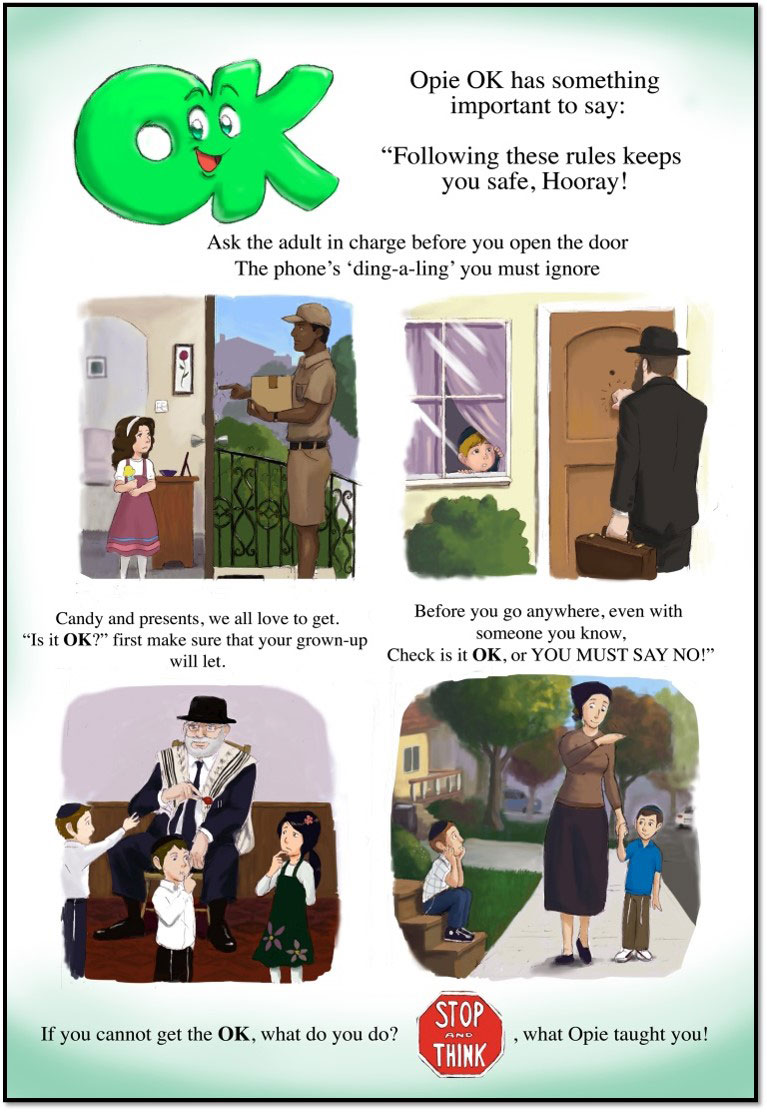 OK
Opie OK has something
important to say:
“Following these rules keeps
you safe, Hooray!
Ask the adult in charge before you open the door
The phone’s ‘ding-a-ling’ you must ignore
Candy and presents, we all love to get.
“Is it OK?” first make sure that your grown-up
will let.
Before you go anywhere, even with
someone you know,
Check is it OK, or YOU MUST SAY NO!”
If you cannot get the OK, what do you do?
STOP
AND
THINK
, what Opie taught you!